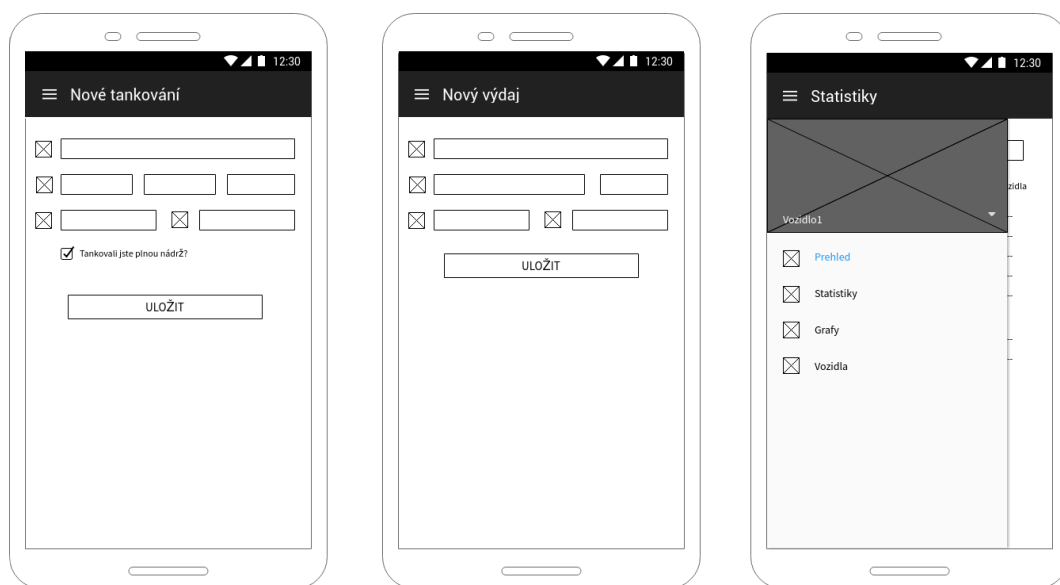 12:30
Nové tankování
Tankovali jste plnou nádrž?
ULOŽIT
12:30
Nový výdaj
ULOŽIT
12:30
Statistiky
Vozidlo1
Prehled
Statistiky
Grafy
Vozidla
zidla